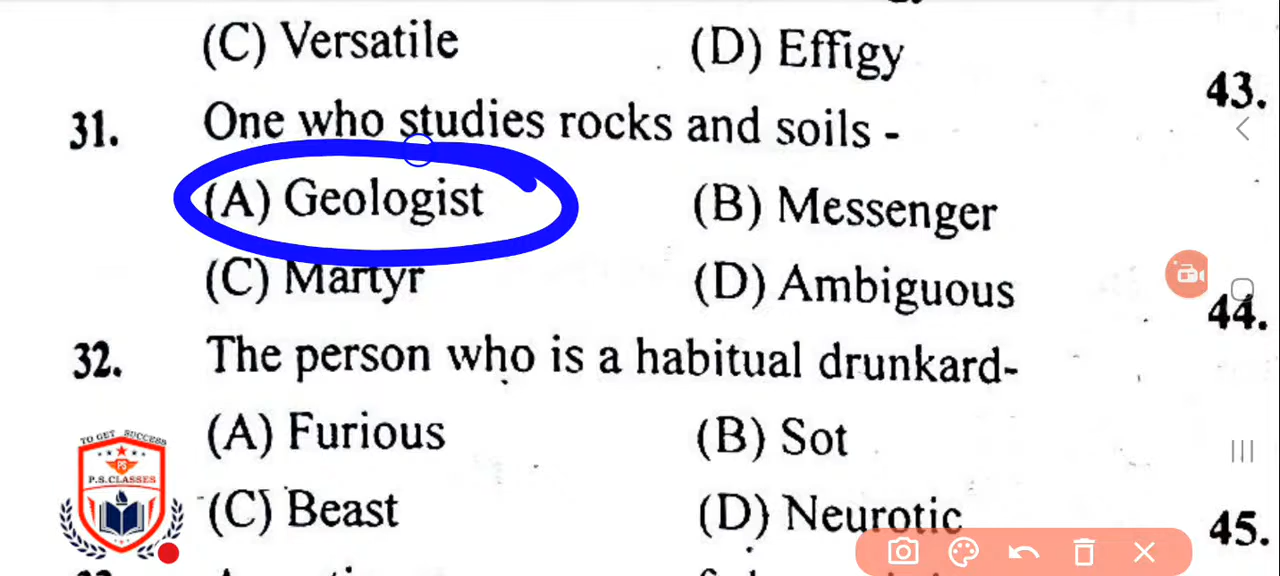 (C) Versatile (D) Effigy
43.
31. One who studies rocks and soils -
(A) Geologist (B) Messenger
(C) Martyr (D) Ambiguous
44.
32. The person who is a habitual drunkard-
(A) Furious (B) Sot
(C) Beast (D) Neurotic
45.
TO GET SUCCESS
PS
P.S.CLASSES